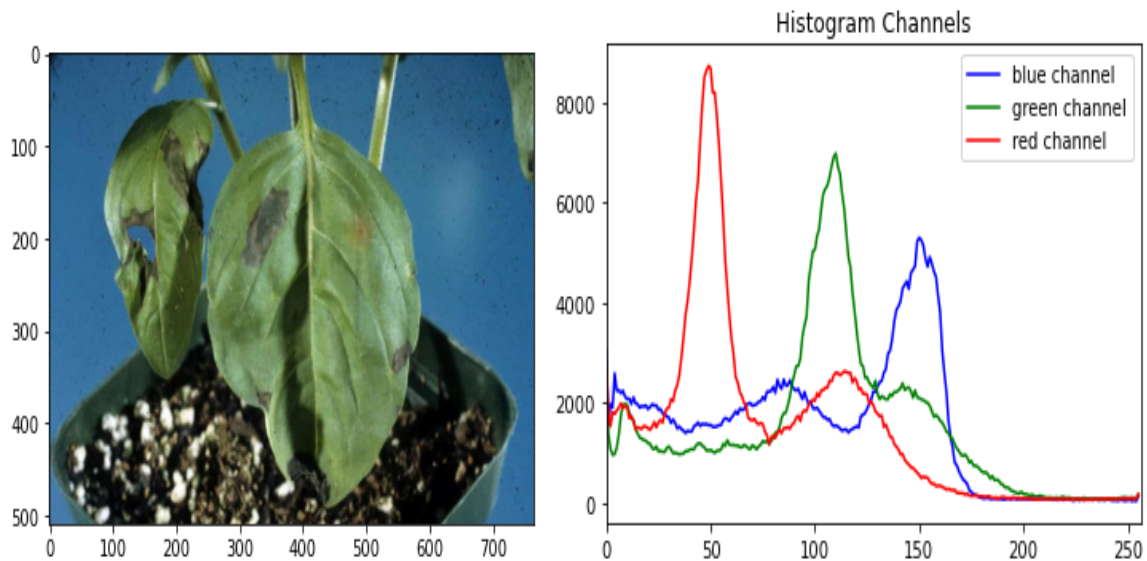 Histogram Channels
0
100
200
300
400
500
0 100 200 300 400 500 600 700
8000
6000
4000
2000
0
0 50 100 150 200 250
blue channel
green channel
red channel